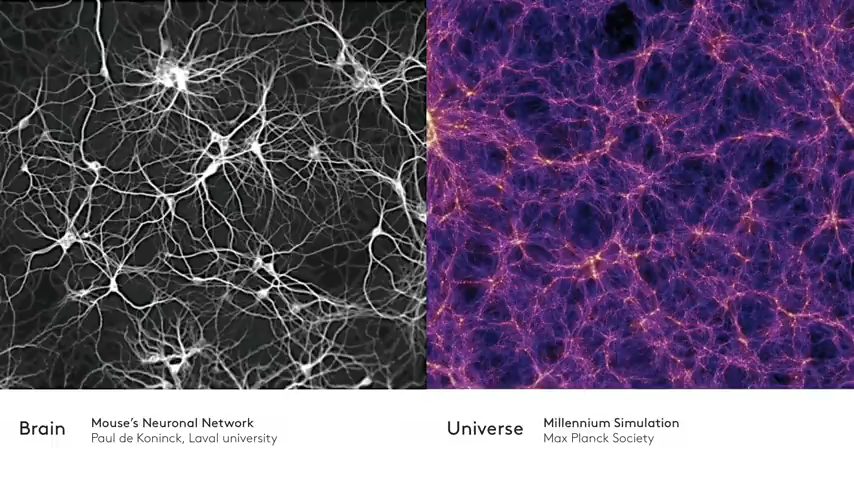 Brain
Mouse's Neuronal Network
Paul de Koninck, Laval university
Universe
Millennium Simulation
Max Planck Society